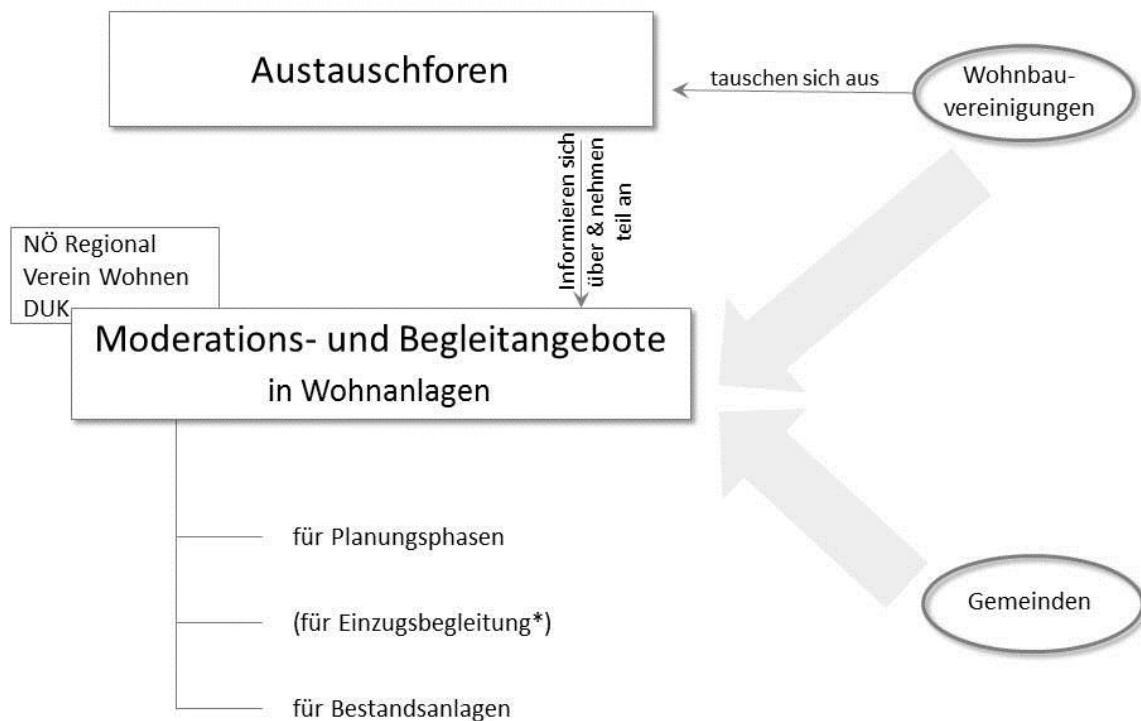 Austauschforen
tauschen sich aus
Wohnbau-
vereinigungen
Informieren sich
über & nehmen
teil an
NÖ Regional
Verein Wohnen
DUK
Moderations- und Begleitangebote
in Wohnanlagen
für Planungsphasen
(für Einzugsbegleitung*)
für Bestandsanlagen
Gemeinden